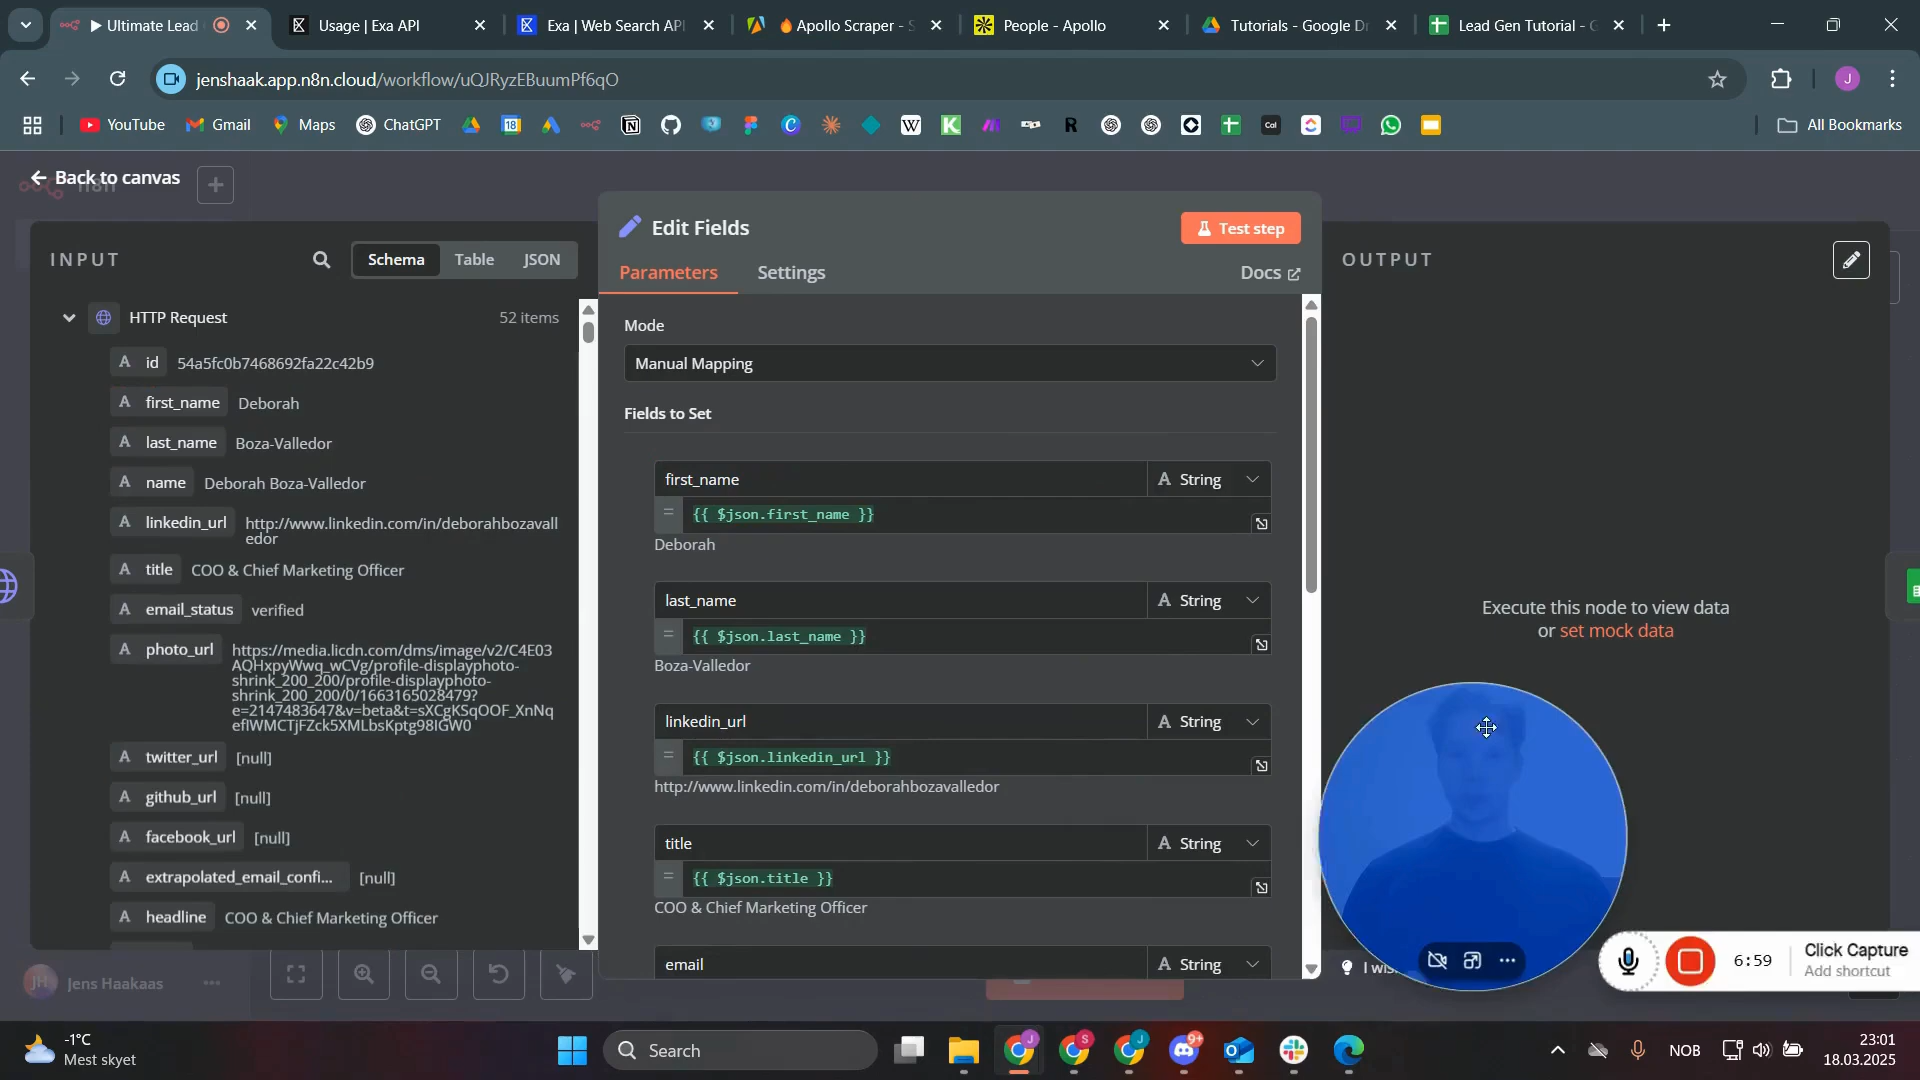 ▶ Ultimate Lead
Usage | Exa API
Exa | Web Search API
🔥 Apollo Scraper - S
People - Apollo
Tutorials - Google Dr
Lead Gen Tutorial - G
jenshaak.app.n8n.cloud/workflow/uQJRyzEBuumPf6qO
J
YouTube
Gmail
Maps
ChatGPT
18
Cal
All Bookmarks
Back to canvas
n8n
INPUT
Schema
Table
JSON
HTTP Request
52 items
A id 54a5fc0b7468692fa22c42b9
A first_name Deborah
A last_name Boza-Valledor
A name Deborah Boza-Valledor
A linkedin_url http://www.linkedin.com/in/deborahbozavall
edor
A title COO & Chief Marketing Officer
A email_status verified
A photo_url https://media.licdn.com/dms/image/v2/C4E03
AQHxpyWwq_wCVg/profile-displayphoto-
shrink_200_200/profile-displayphoto-
shrink_200_200/0/1663165028479?
e=2147483647&v=beta&t=sXCgKSqOOF_XnNq
eflWMCTjFZck5XMLbsKptg98IGW0
A twitter_url [null]
A github_url [null]
A facebook_url [null]
A extrapolated_email_confi... [null]
A headline COO & Chief Marketing Officer
Edit Fields
Test step
Parameters
Settings
Docs
Mode
Manual Mapping
Fields to Set
first_name
A String
= {{ $json.first_name }}
Deborah
last_name
A String
= {{ $json.last_name }}
Boza-Valledor
linkedin_url
A String
= {{ $json.linkedin_url }}
http://www.linkedin.com/in/deborahbozavalledor
title
A String
= {{ $json.title }}
COO & Chief Marketing Officer
email
A String
OUTPUT
Execute this node to view data
or set mock data
I wis
6:59
Click Capture
Add shortcut
JH Jens Haakaas
-1°C
Mest skyet
Search
9+
NOB
23:01
18.03.2025